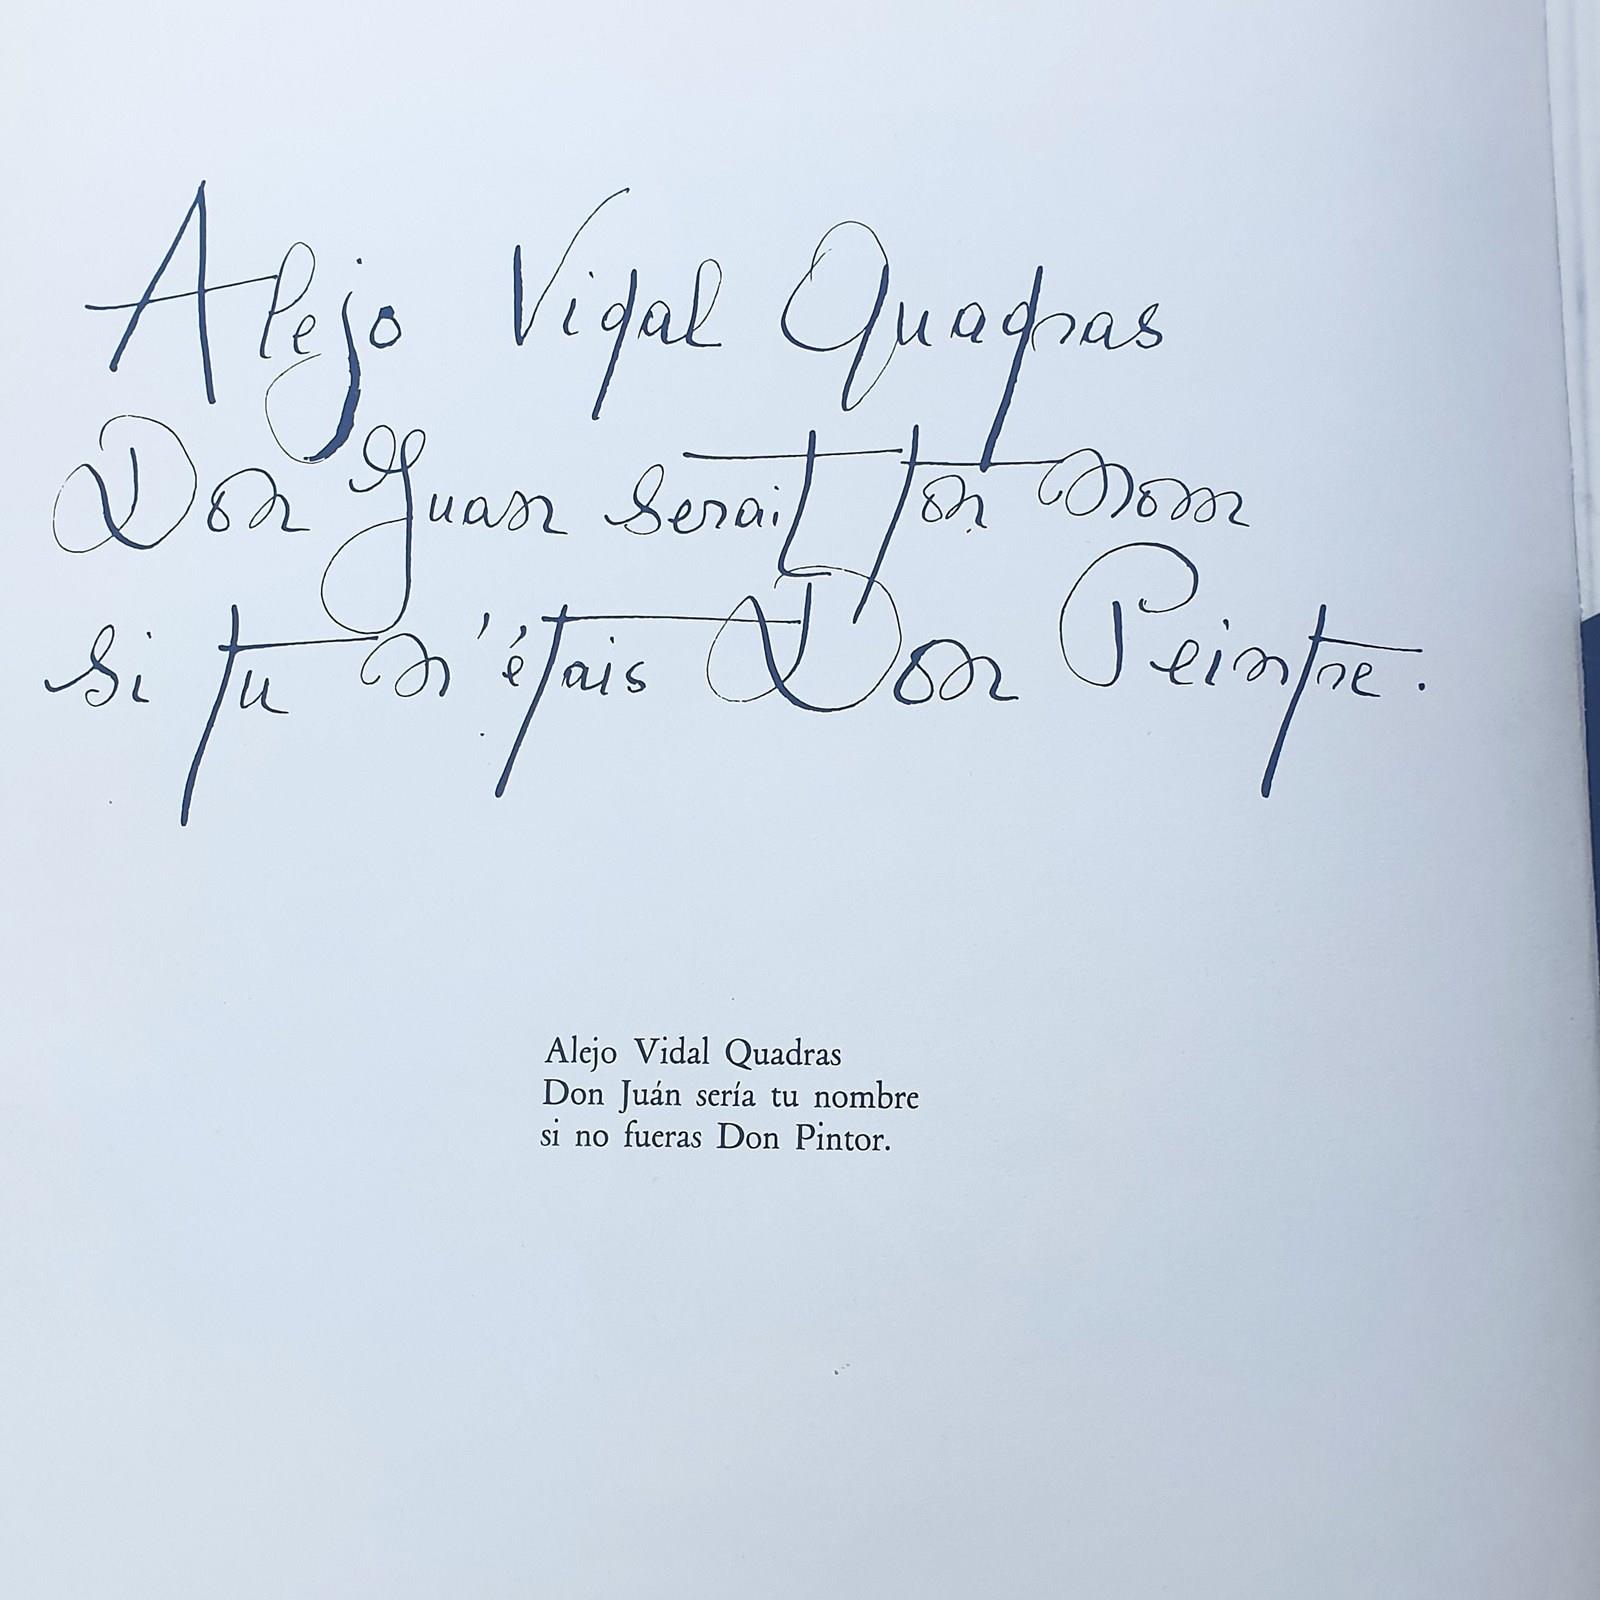 Alejo Vidal Quadras
Don Juan serait ton nom
si tu n'étais Don Peintre.
Alejo Vidal Quadras
Don Juán sería tu nombre
si no fueras Don Pintor.